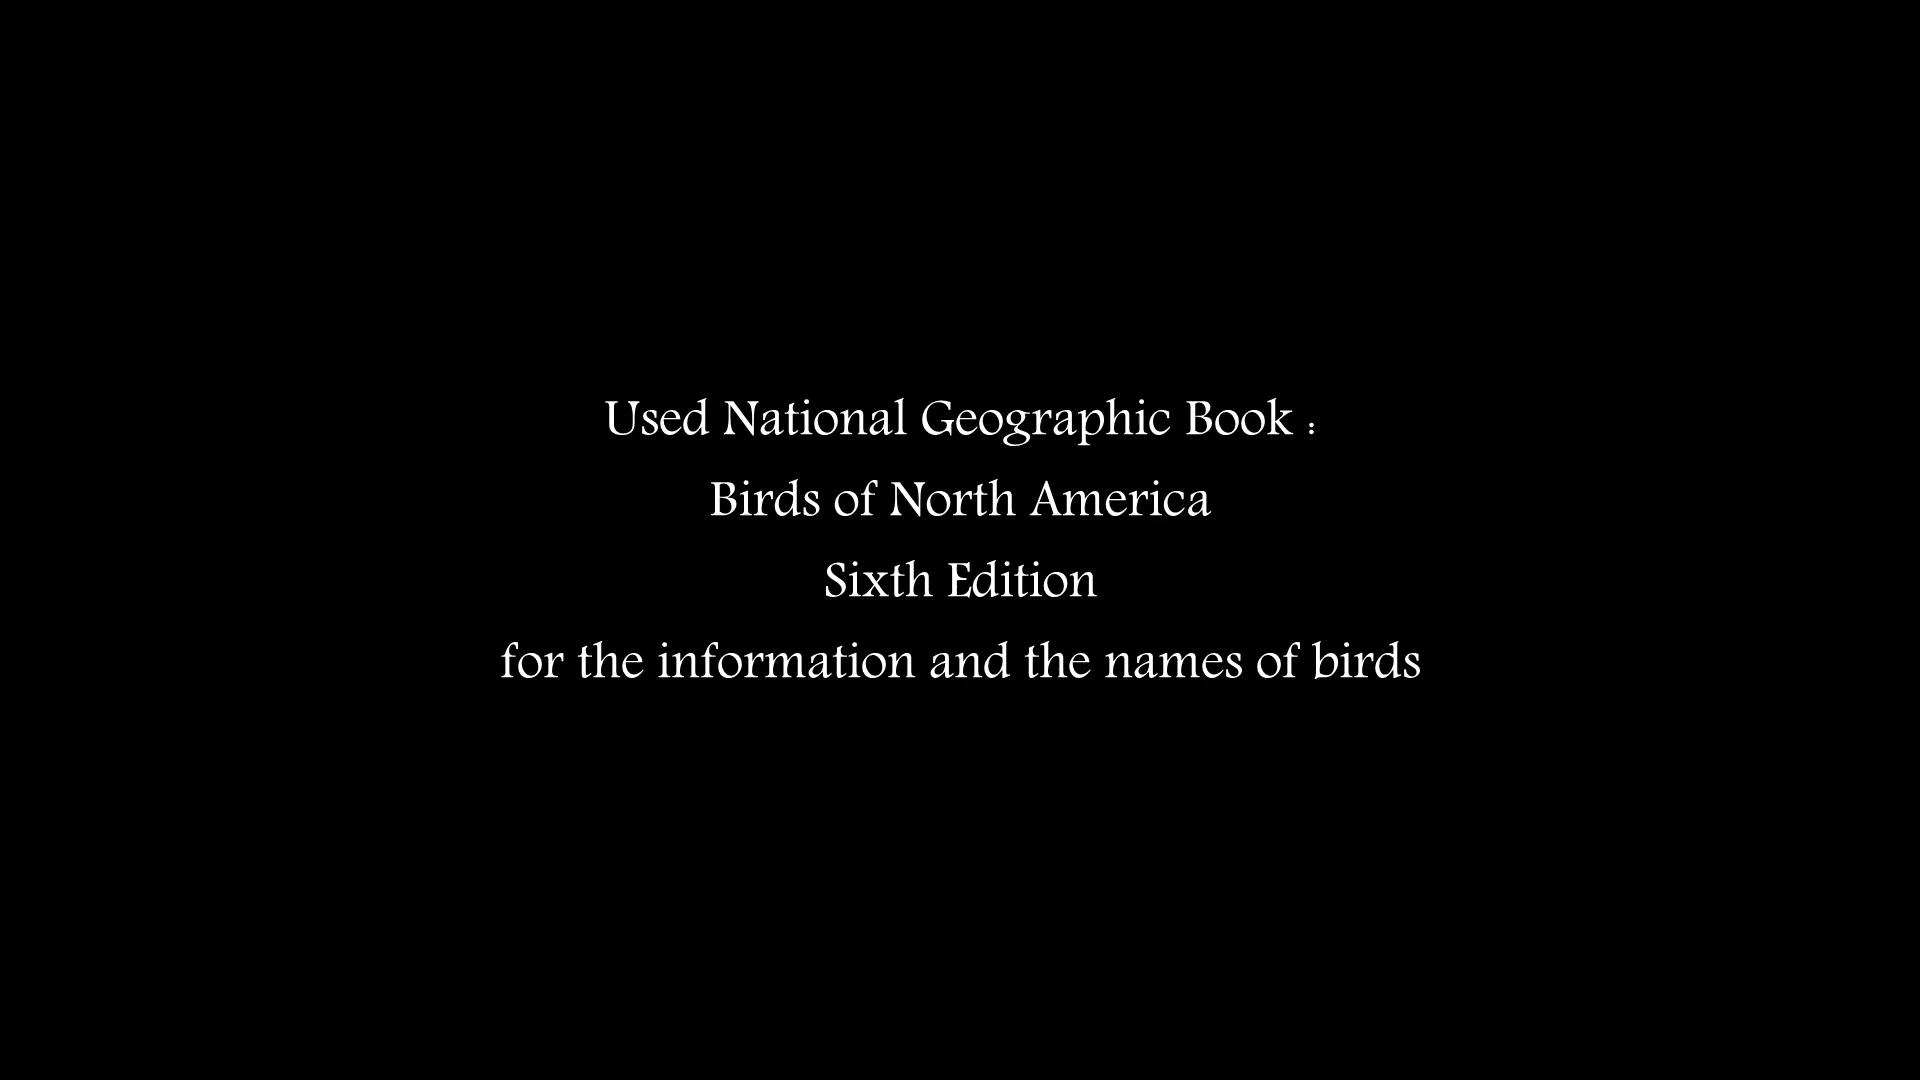 Used National Geographic Book :
Birds of North America
Sixth Edition
for the information and the names of birds